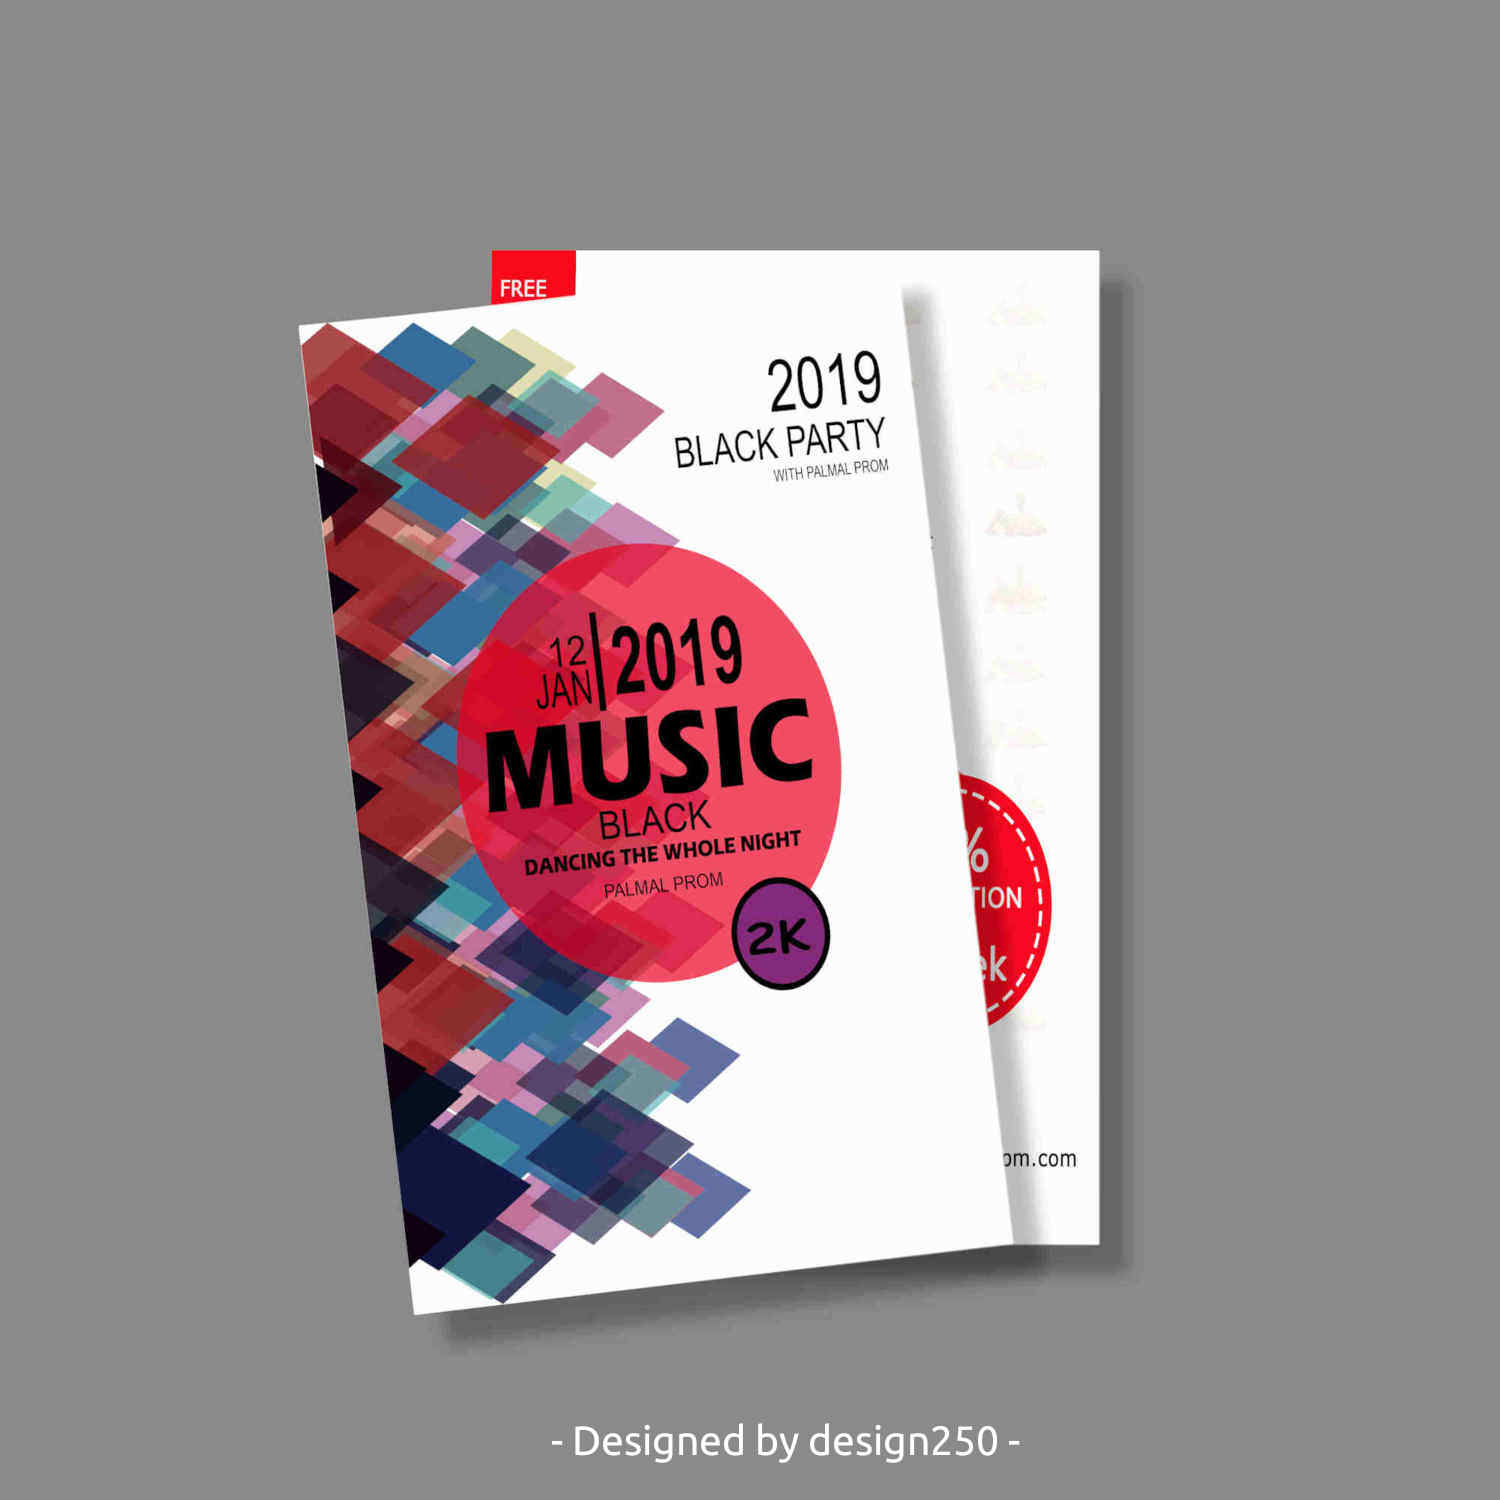 FREE
2019
BLACK PARTY
WITH PALMAL PROM
12
JAN
2019
MUSIC
BLACK
DANCING THE WHOLE NIGHT
PALMAL PROM
2K
%
TION
ek
om.com
- Designed by design250 -